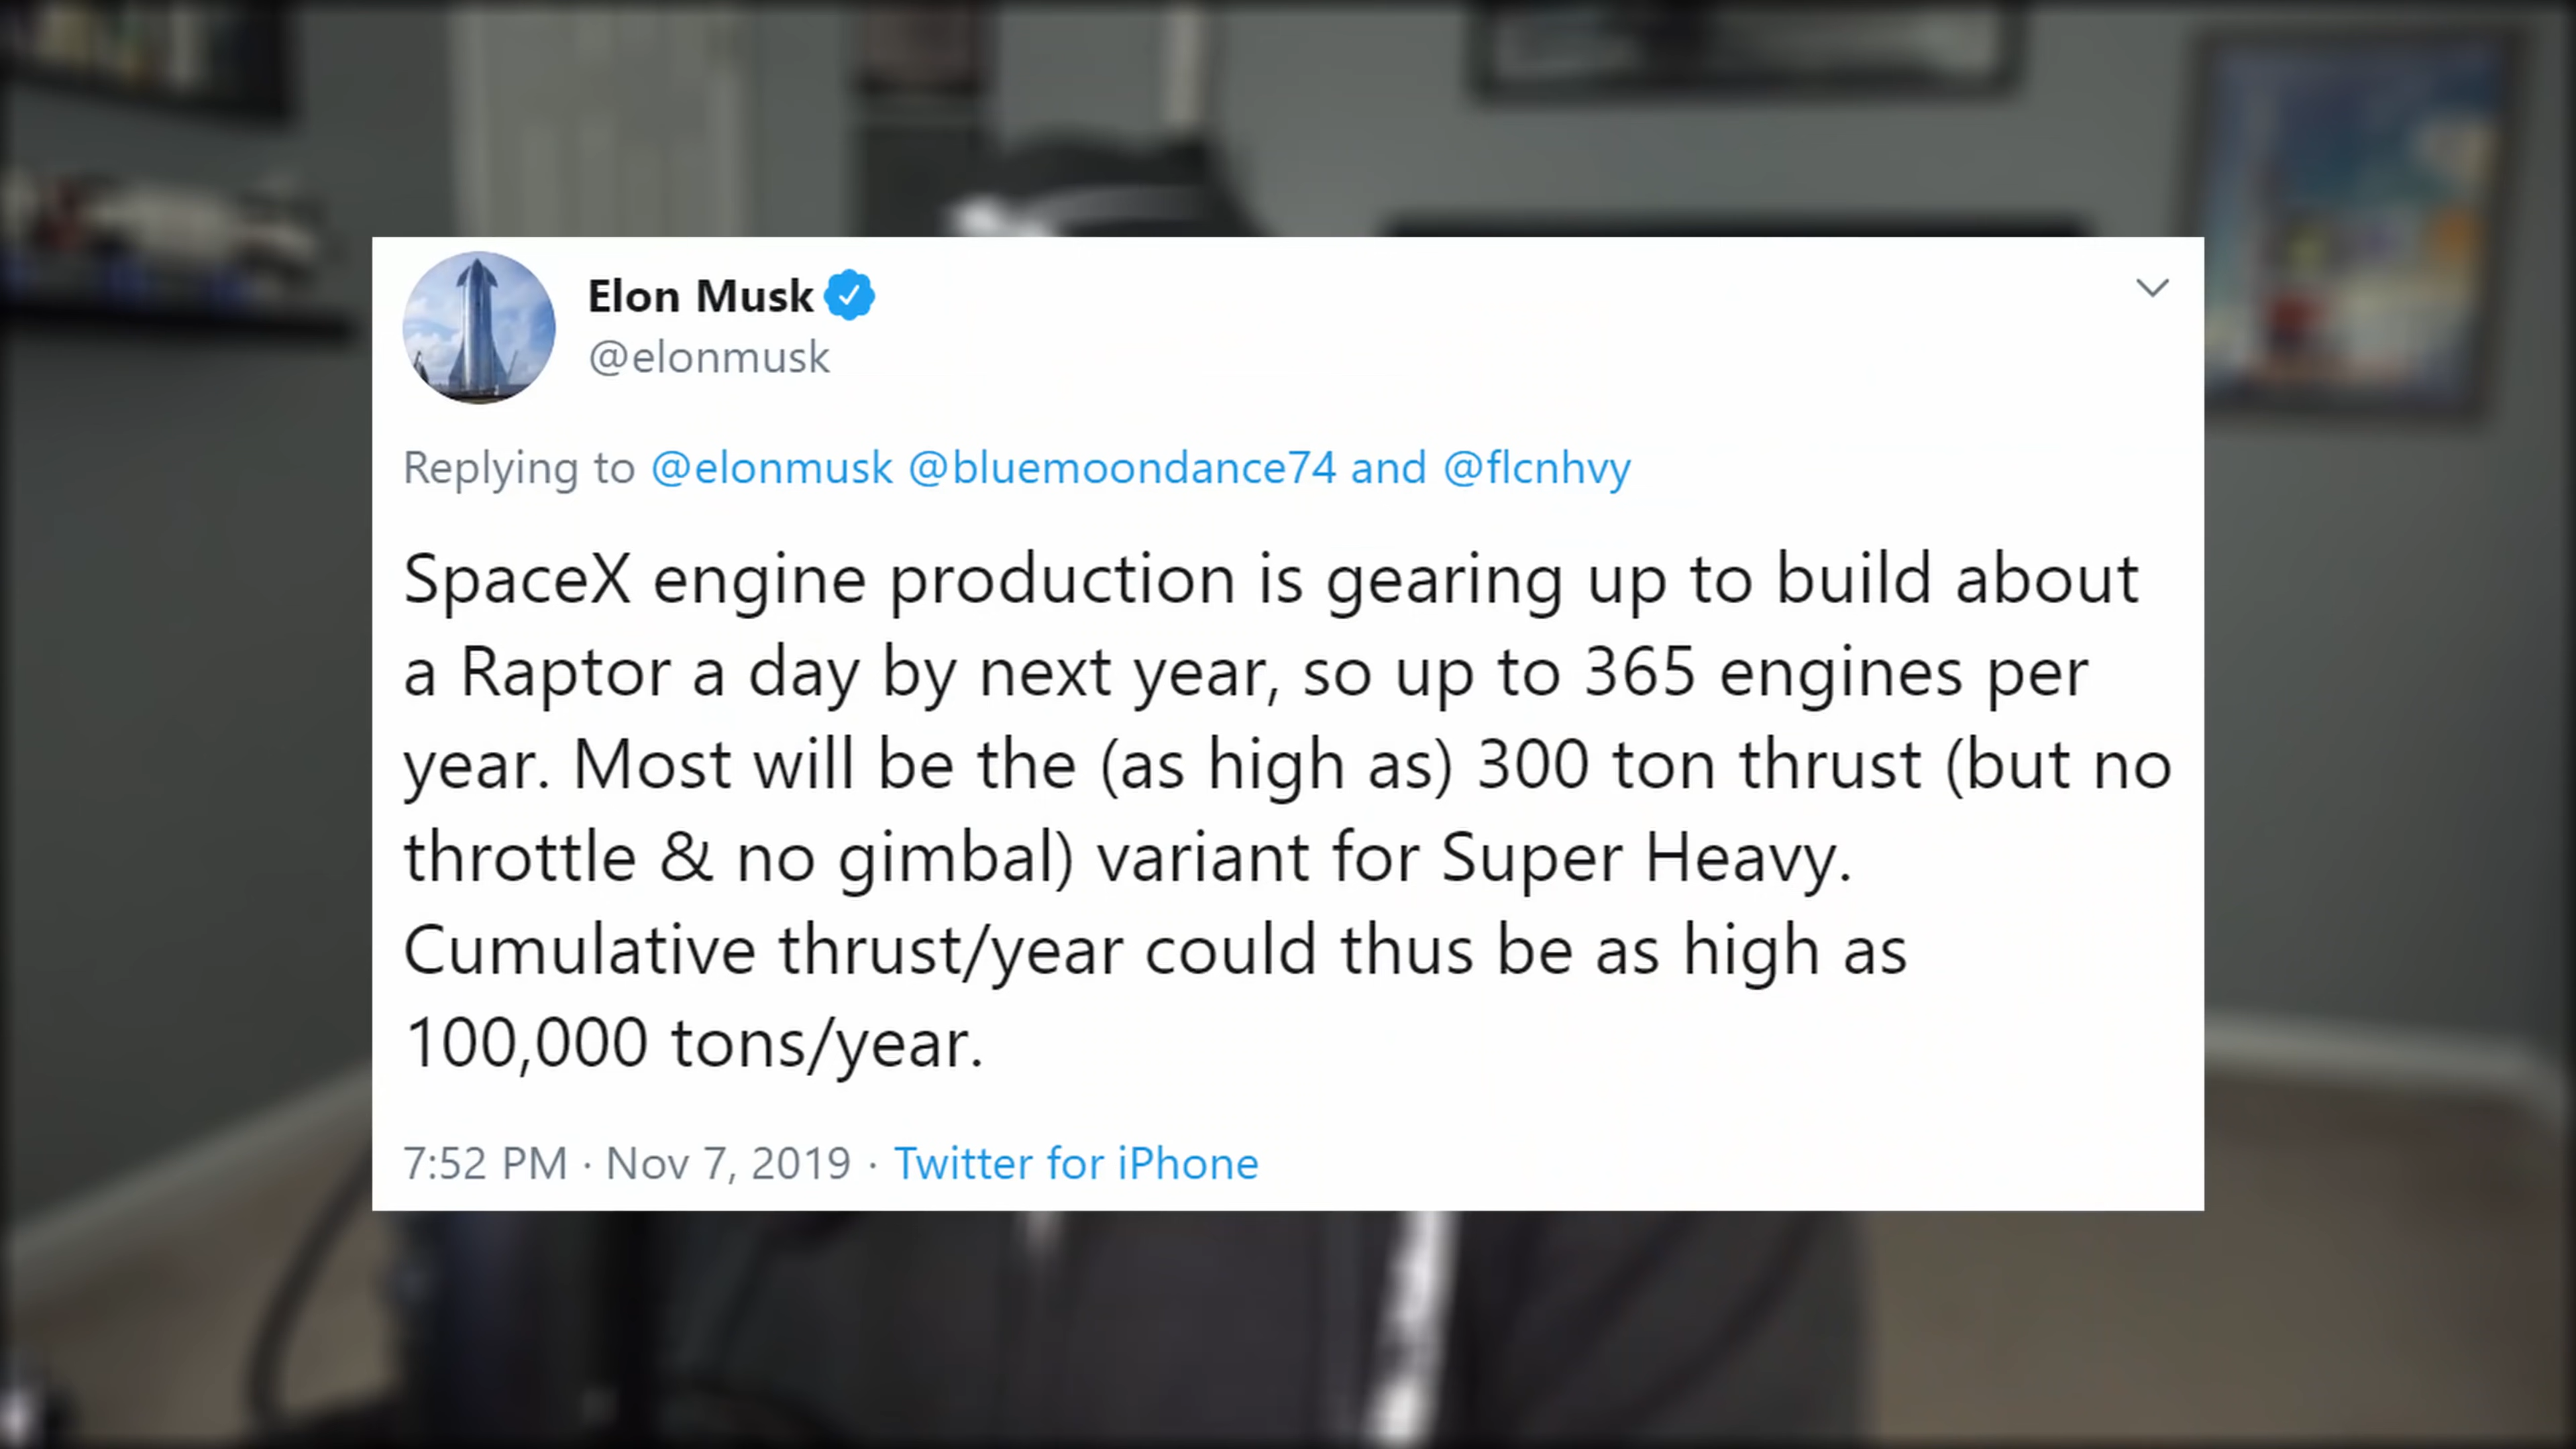 Elon Musk
@elonmusk
Replying to @elonmusk @bluemoondance74 and @flcnhvy
SpaceX engine production is gearing up to build about
a Raptor a day by next year, so up to 365 engines per
year. Most will be the (as high as) 300 ton thrust (but no
throttle & no gimbal) variant for Super Heavy.
Cumulative thrust/year could thus be as high as
100,000 tons/year.
7:52 PM · Nov 7, 2019 · Twitter for iPhone